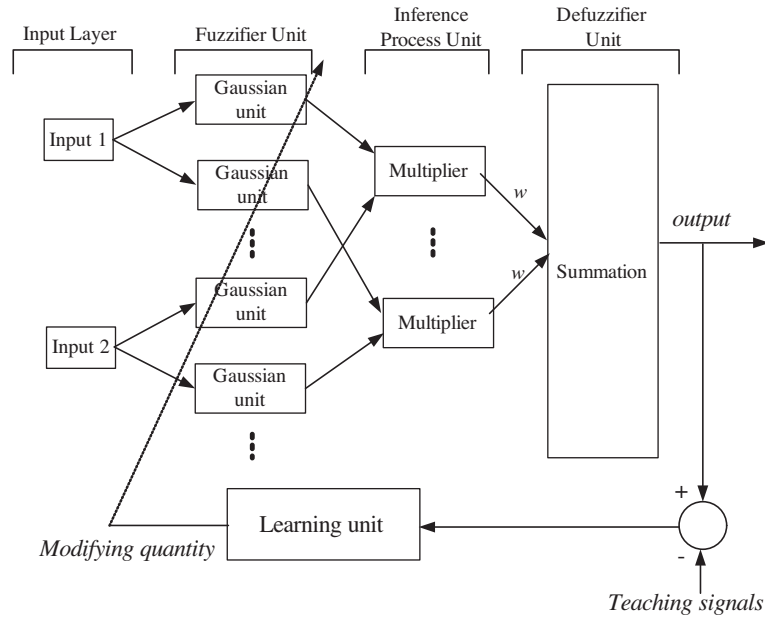 Input Layer
Fuzzifier Unit
Inference
Process Unit
Defuzzifier
Unit
Gaussian
unit
Input 1
Gaussian
unit
Multiplier
w
output
Gaussian
unit
w
Summation
Multiplier
Input 2
Gaussian
unit
+
Learning unit
Modifying quantity
-
Teaching signals